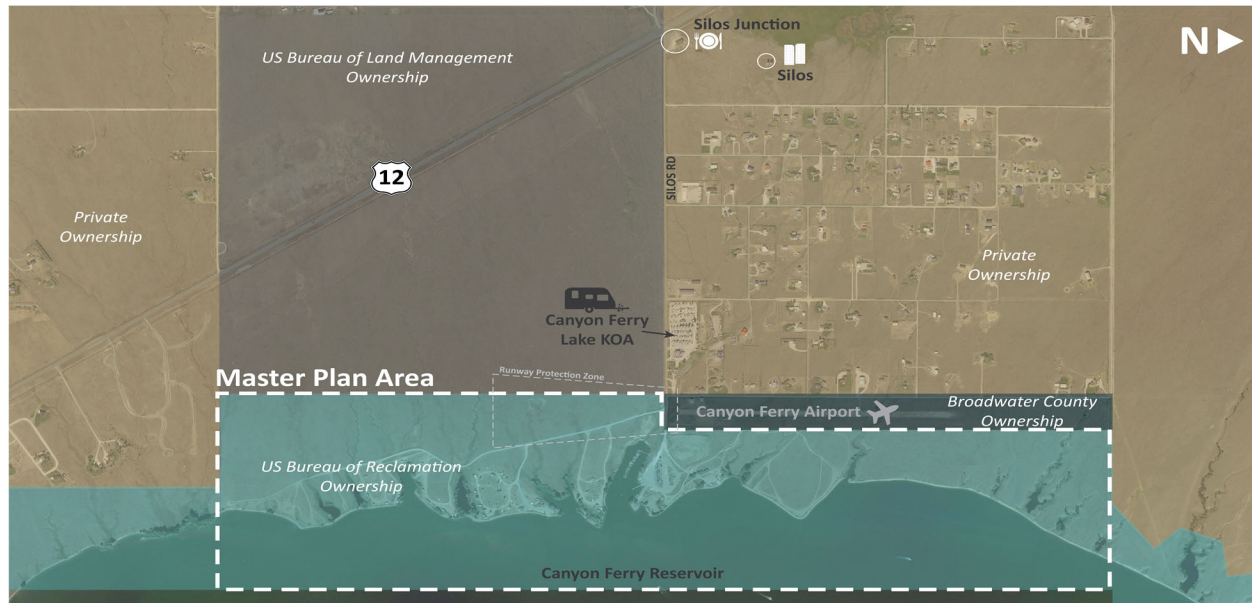 Silos Junction
N
US Bureau of Land Management
Ownership
Silos
12
SILOS RD
Private
Ownership
Private
Ownership
Canyon Ferry
Lake KOA
Runway Protection Zone
Master Plan Area
Broadwater County
Ownership
Canyon Ferry Airport
US Bureau of Reclamation
Ownership
Canyon Ferry Reservoir